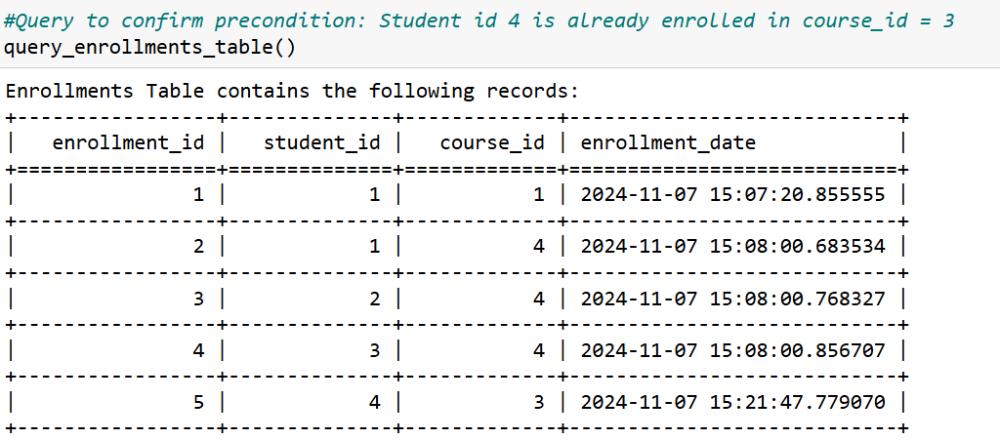 #Query to confirm precondition: Student id 4 is already enrolled in course_id = 3
query_enrollments_table()
Enrollments Table contains the following records:
+-----------------+--------------+-------------+----------------------------+
|   enrollment_id |   student_id |   course_id | enrollment_date            |
+=================+==============+=============+============================+
|               1 |            1 |           1 | 2024-11-07 15:07:20.855555 |
+-----------------+--------------+-------------+----------------------------+
|               2 |            1 |           4 | 2024-11-07 15:08:00.683534 |
+-----------------+--------------+-------------+----------------------------+
|               3 |            2 |           4 | 2024-11-07 15:08:00.768327 |
+-----------------+--------------+-------------+----------------------------+
|               4 |            3 |           4 | 2024-11-07 15:08:00.856707 |
+-----------------+--------------+-------------+----------------------------+
|               5 |            4 |           3 | 2024-11-07 15:21:47.779070 |
+-----------------+--------------+-------------+----------------------------+